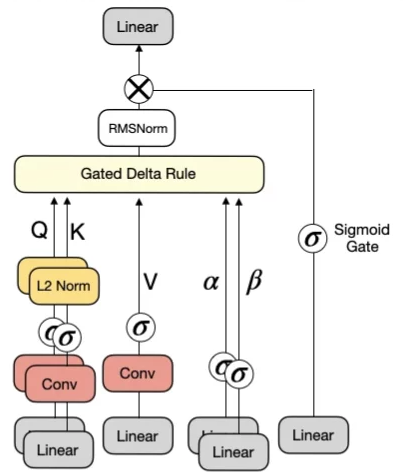 Linear
RMSNorm
Gated Delta Rule
Q
K
L2 Norm
σ
σ
Conv
Linear
V
σ
Conv
Linear
α
β
σ
σ
Linear
σ
Sigmoid
Gate
Linear